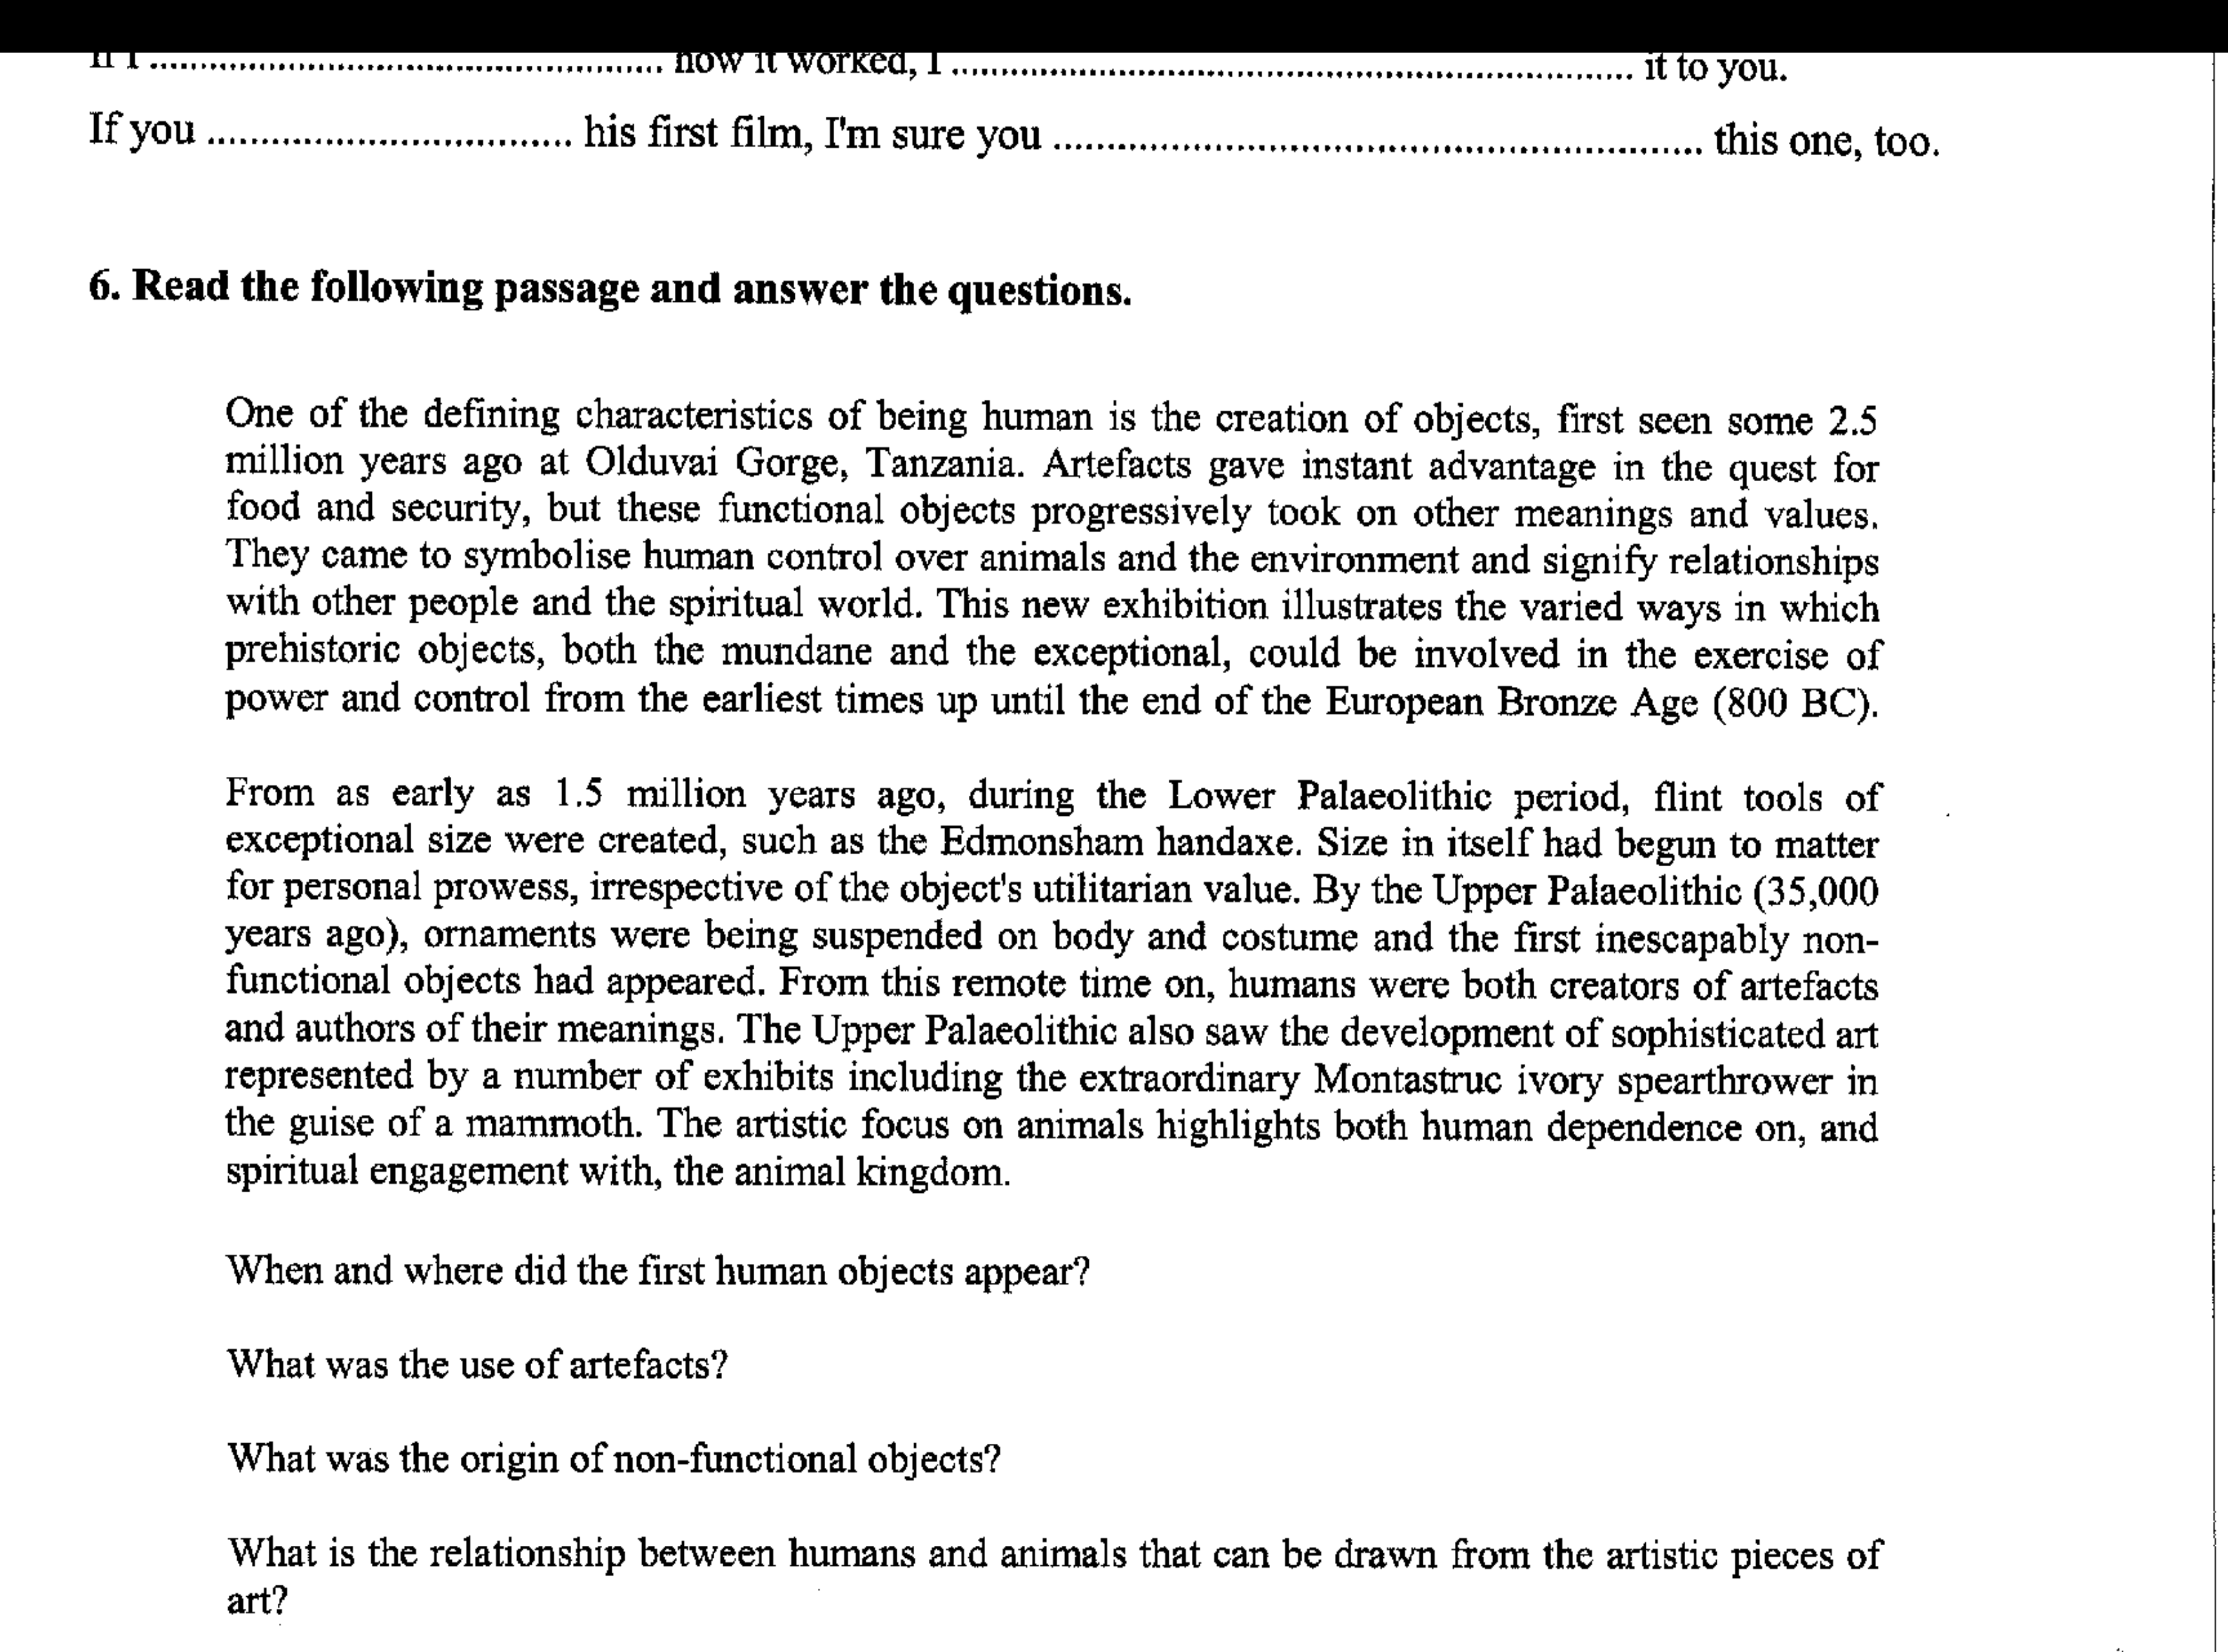 If I .................................................. how it worked, I .................................................................... it to you.
If you ................................... his first film, I'm sure you ................................................................. this one, too.
6. Read the following passage and answer the questions.
One of the defining characteristics of being human is the creation of objects, first seen some 2.5
million years ago at Olduvai Gorge, Tanzania. Artefacts gave instant advantage in the quest for
food and security, but these functional objects progressively took on other meanings and values.
They came to symbolise human control over animals and the environment and signify relationships
with other people and the spiritual world. This new exhibition illustrates the varied ways in which
prehistoric objects, both the mundane and the exceptional, could be involved in the exercise of
power and control from the earliest times up until the end of the European Bronze Age (800 BC).
From as early as 1.5 million years ago, during the Lower Palaeolithic period, flint tools of
exceptional size were created, such as the Edmonsham handaxe. Size in itself had begun to matter
for personal prowess, irrespective of the object's utilitarian value. By the Upper Palaeolithic (35,000
years ago), ornaments were being suspended on body and costume and the first inescapably non-
functional objects had appeared. From this remote time on, humans were both creators of artefacts
and authors of their meanings. The Upper Palaeolithic also saw the development of sophisticated art
represented by a number of exhibits including the extraordinary Montastruc ivory spearthrower in
the guise of a mammoth. The artistic focus on animals highlights both human dependence on, and
spiritual engagement with, the animal kingdom.
When and where did the first human objects appear?
What was the use of artefacts?
What was the origin of non-functional objects?
What is the relationship between humans and animals that can be drawn from the artistic pieces of
art?